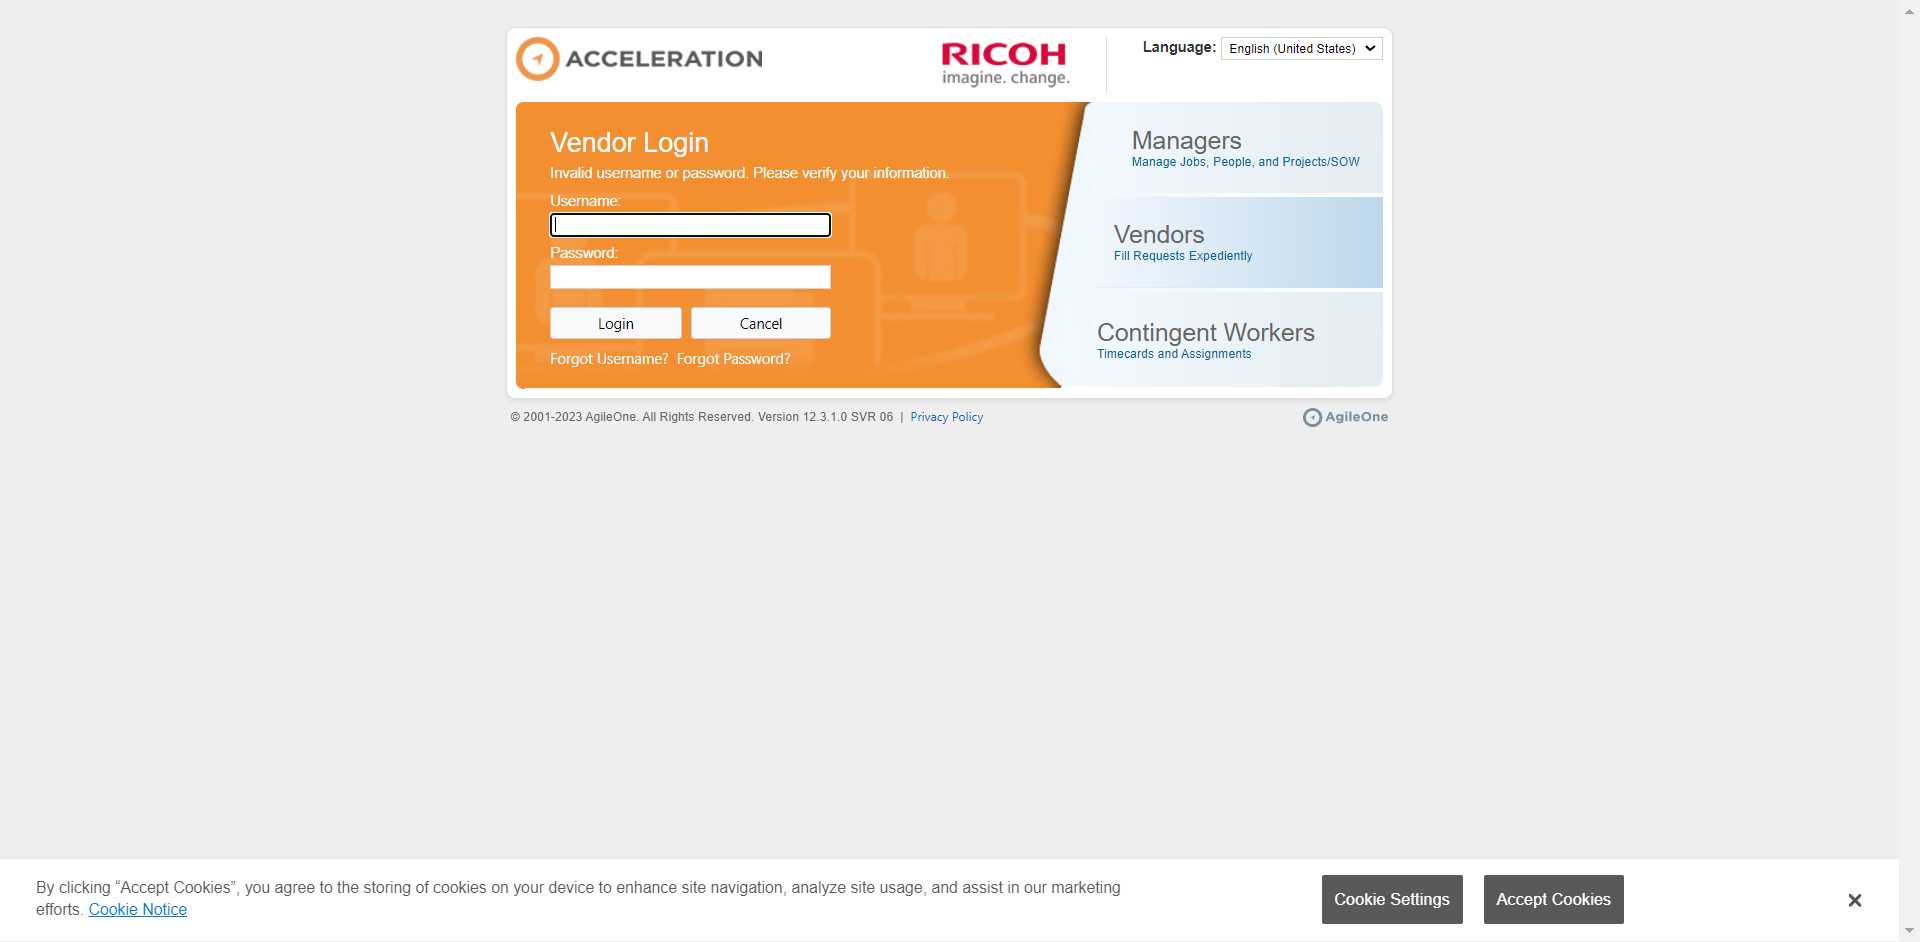 ACCELERATION
RICOH
imagine. change.
Language: English (United States)
Vendor Login
Invalid username or password. Please verify your information.
Username:
Password:
Login Cancel
Forgot Username? Forgot Password?
Managers
Manage Jobs, People, and Projects/SOW
Vendors
Fill Requests Expediently
Contingent Workers
Timecards and Assignments
© 2001-2023 AgileOne. All Rights Reserved. Version 12.3.1.0 SVR 06 | Privacy Policy
AgileOne
By clicking “Accept Cookies”, you agree to the storing of cookies on your device to enhance site navigation, analyze site usage, and assist in our marketing
efforts. Cookie Notice
Cookie Settings
Accept Cookies